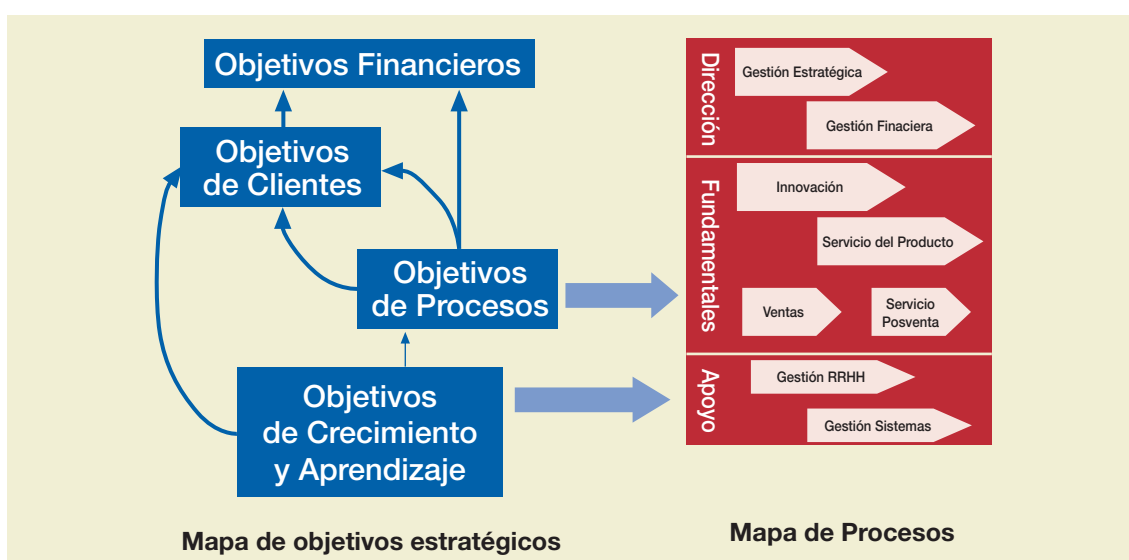 Objetivos Financieros
Objetivos
de Clientes
Objetivos
de Procesos
Objetivos
de Crecimiento
y Aprendizaje
Mapa de objetivos estratégicos
Dirección
Gestión Estratégica
Gestión Finaciera
Fundamentales
Innovación
Servicio del Producto
Ventas
Servicio
Posventa
Apoyo
Gestión RRHH
Gestión Sistemas
Mapa de Procesos